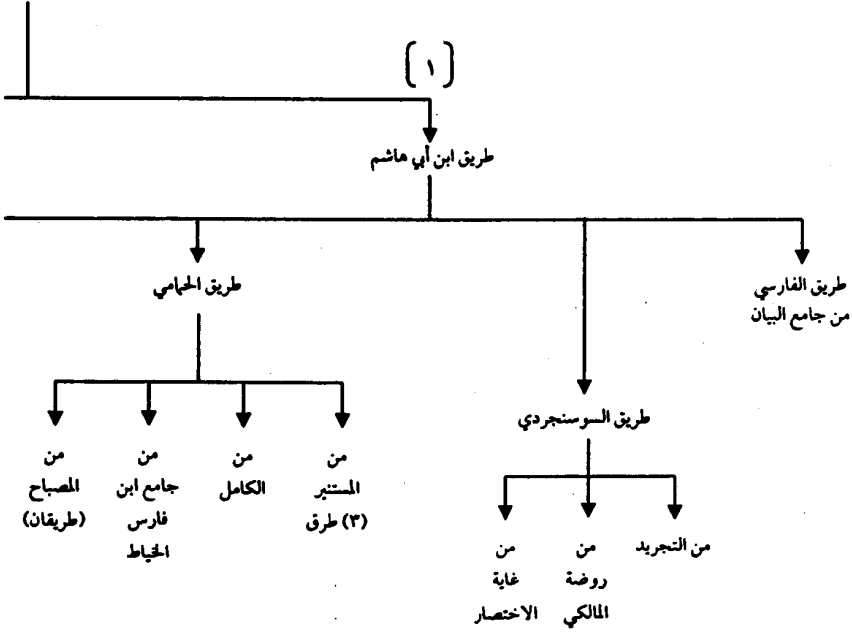 [١]
طريق ابن أبي هاشم
طريق الفارسي
من جامع البيان
طريق الحمامي
طريق السوسنجردي
من
المستنير
(٣) طرق
من
الكامل
من
جامع ابن
فارس
الخياط
من
المصباح
(طريقان)
من التجريد
من
روضة
المالكي
من
غاية
الاختصار